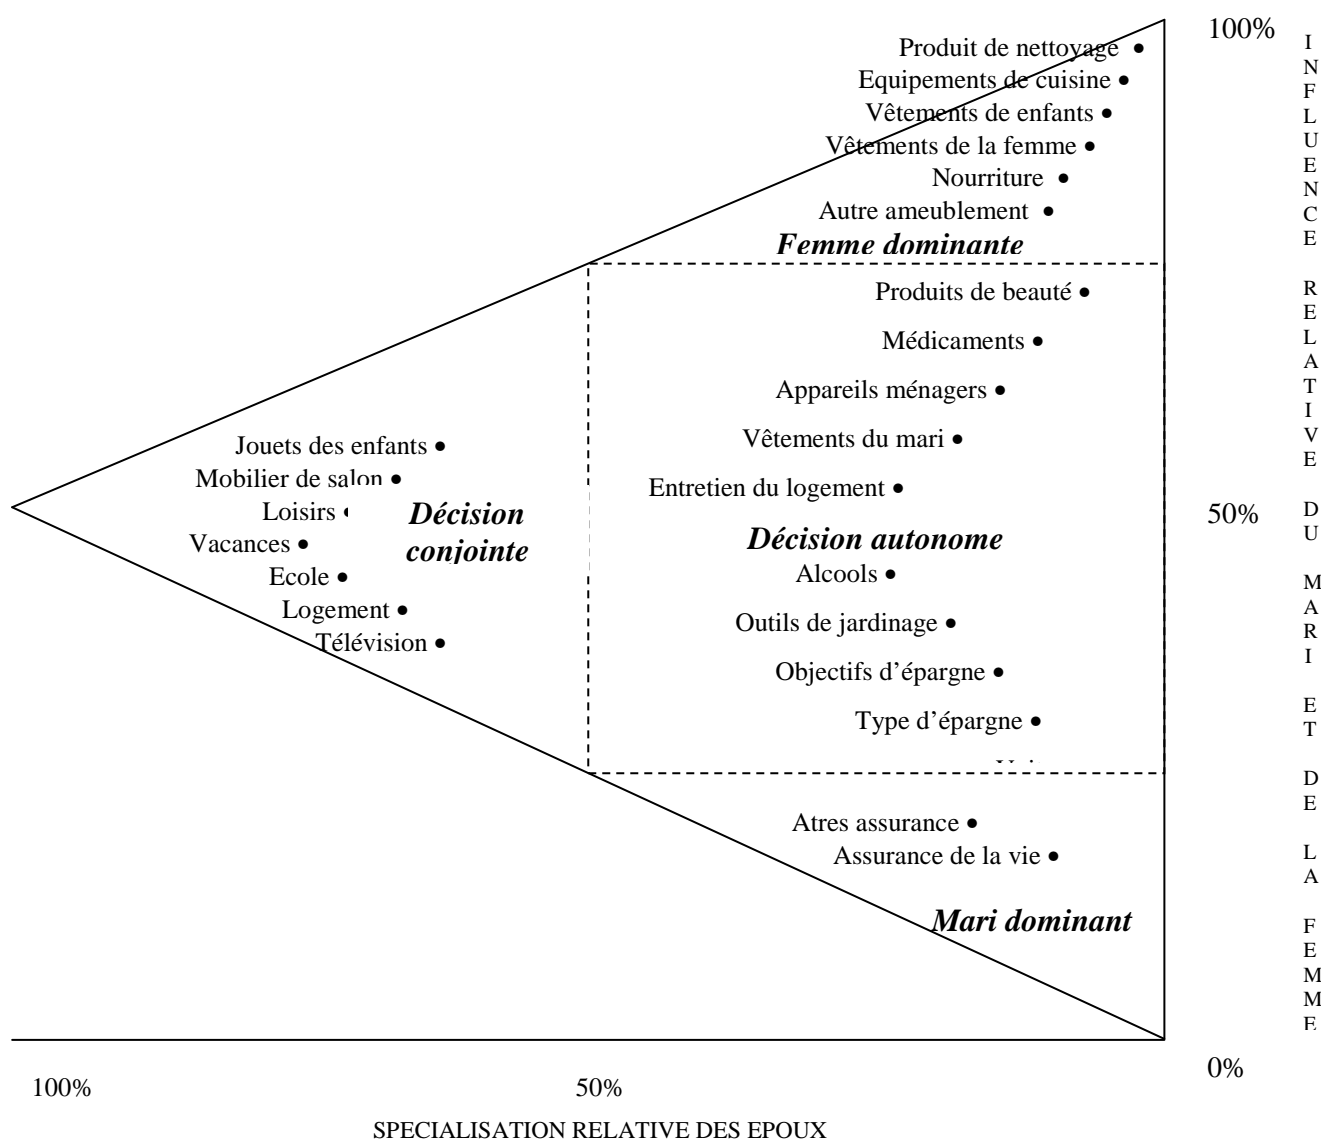 100%
Produit de nettoyage
Equipements de cuisine
Vêtements de enfants
Vêtements de la femme
Nourriture
Autre ameublement
Femme dominante
Produits de beauté
Médicaments
Appareils ménagers
Vêtements du mari
Entretien du logement
Décision autonome
Alcools
Outils de jardinage
Objectifs d’épargne
Type d’épargne
Jouets des enfants
Mobilier de salon
Loisirs
Vacances
Ecole
Logement
Télévision
Décision
conjointe
50%
Atres assurance
Assurance de la vie
Mari dominant
0%
100%
50%
SPECIALISATION RELATIVE DES EPOUX
INFLUENCE RELATIVE DU MARI ET DE LA FEMME